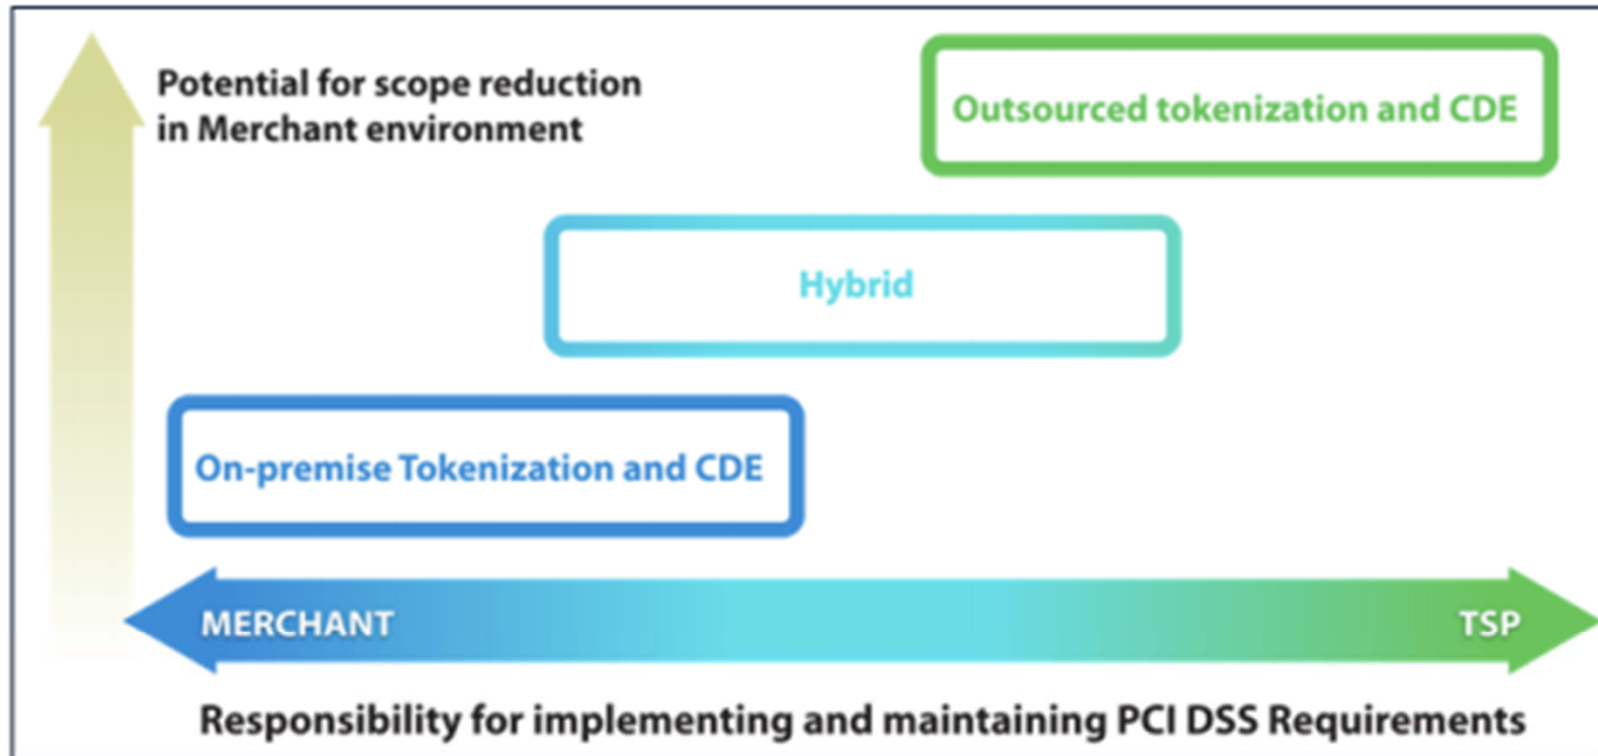 Potential for scope reduction
in Merchant environment
Outsourced tokenization and CDE
Hybrid
On-premise Tokenization and CDE
MERCHANT
TSP
Responsibility for implementing and maintaining PCI DSS Requirements